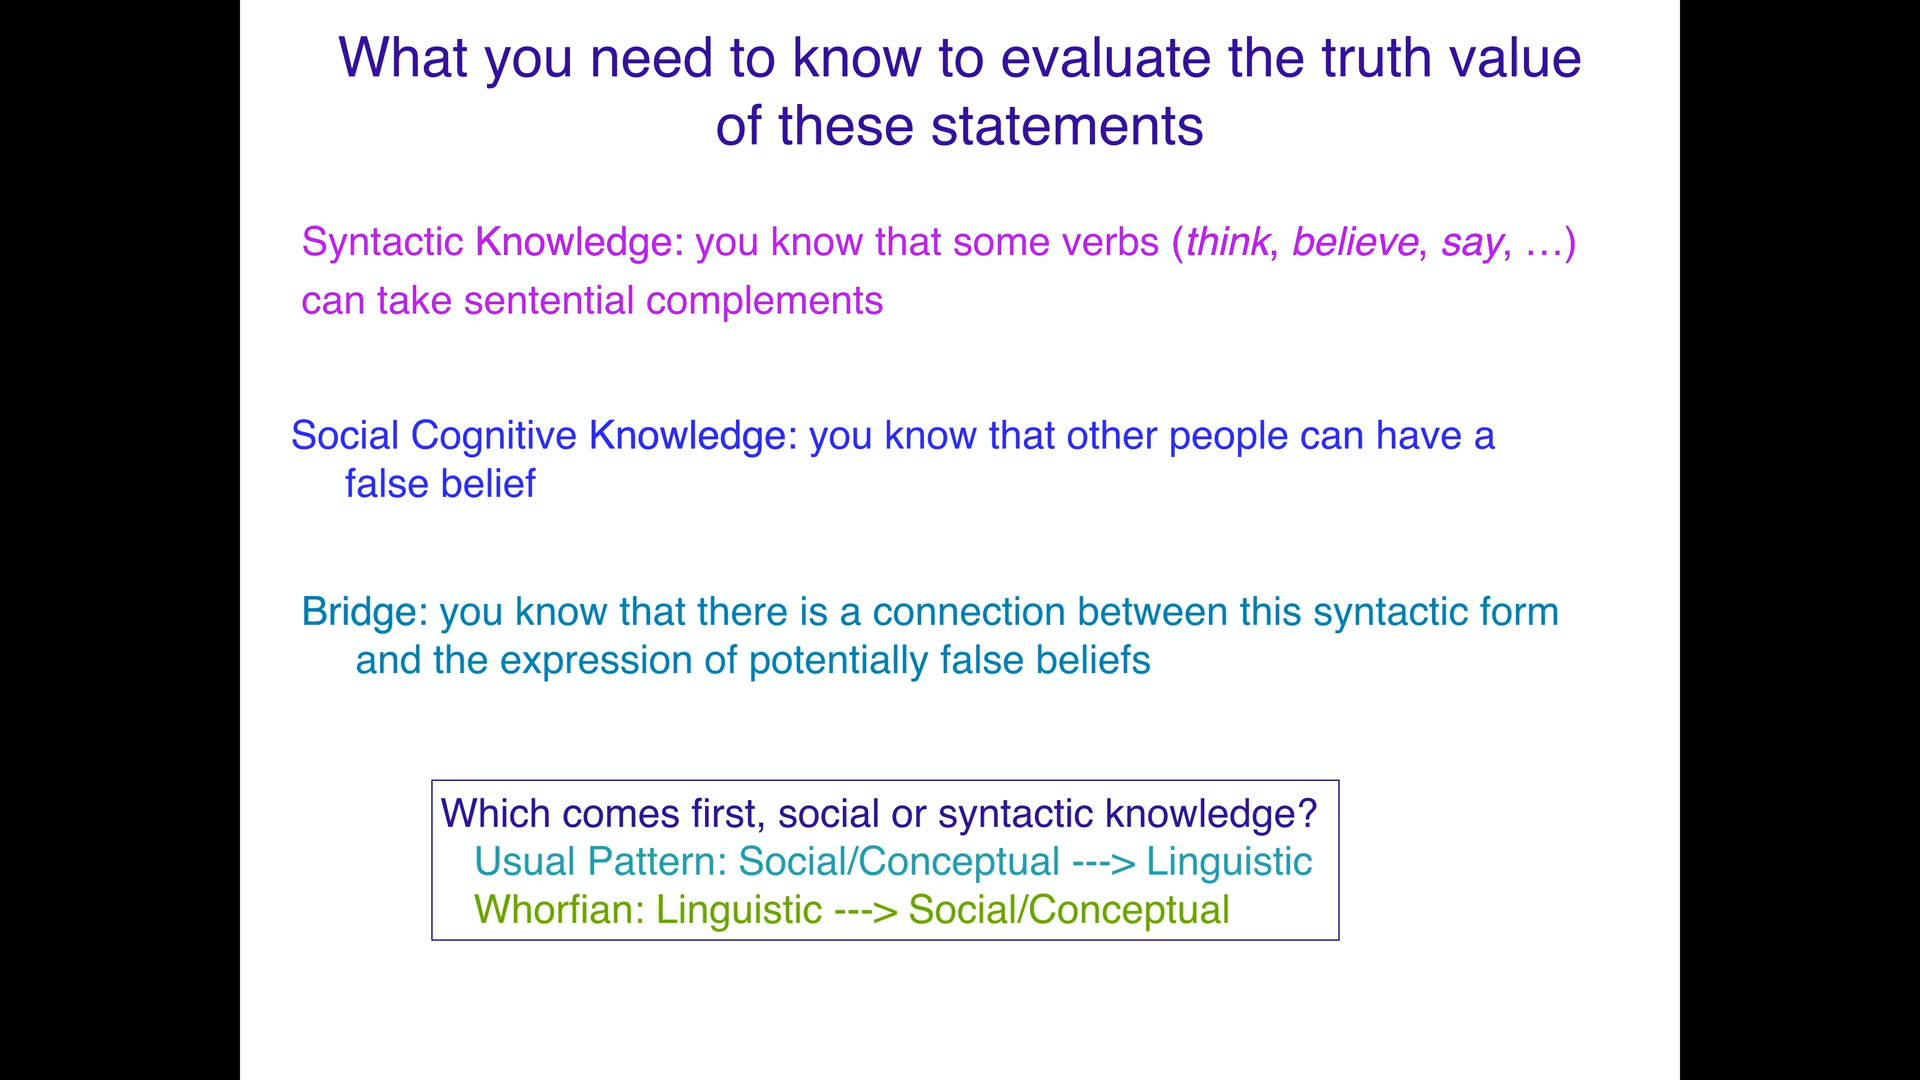 What you need to know to evaluate the truth value
of these statements
Syntactic Knowledge: you know that some verbs (think, believe, say, …)
can take sentential complements
Social Cognitive Knowledge: you know that other people can have a
false belief
Bridge: you know that there is a connection between this syntactic form
and the expression of potentially false beliefs
Which comes first, social or syntactic knowledge?
Usual Pattern: Social/Conceptual ---> Linguistic
Whorfian: Linguistic ---> Social/Conceptual